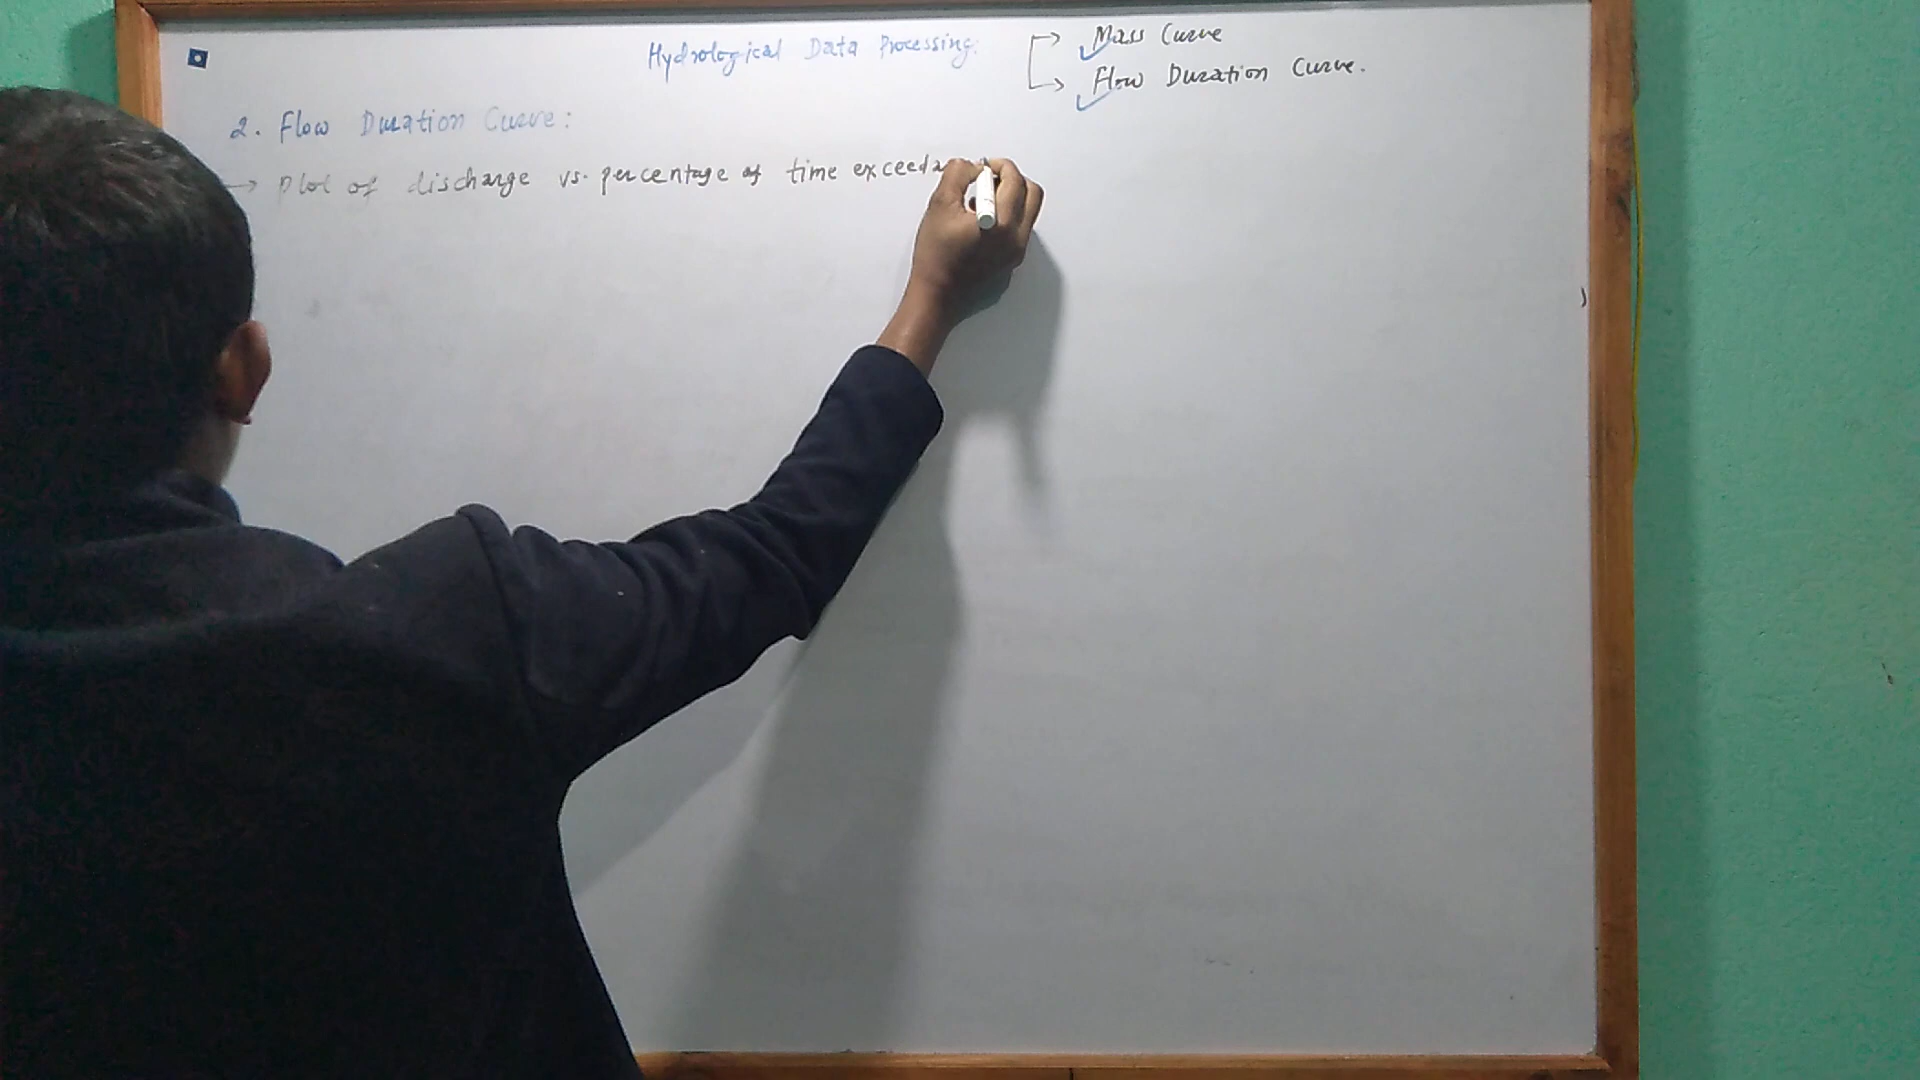 Hydrological Data Processing:
→ Mass Curve
→ Flow Duration Curve.
2. Flow Duration Curve:
→ Plot of discharge vs. percentage of time